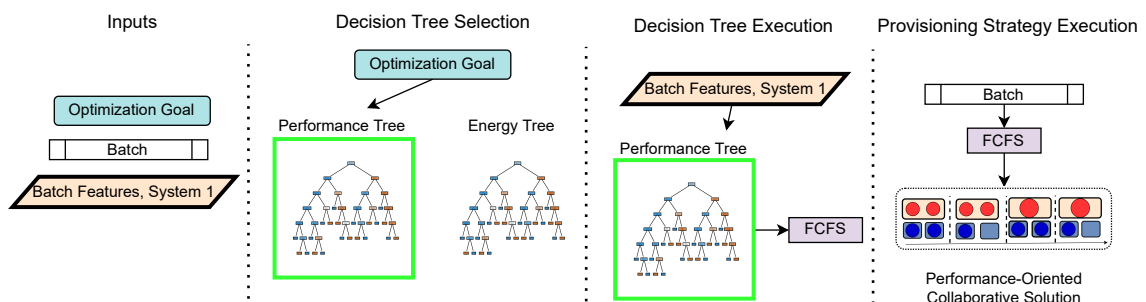 Inputs
Optimization Goal
Batch
Batch Features, System 1
Decision Tree Selection
Optimization Goal
Performance Tree
Energy Tree
Decision Tree Execution
Batch Features, System 1
Performance Tree
FCFS
Provisioning Strategy Execution
Batch
FCFS
Performance-Oriented
Collaborative Solution